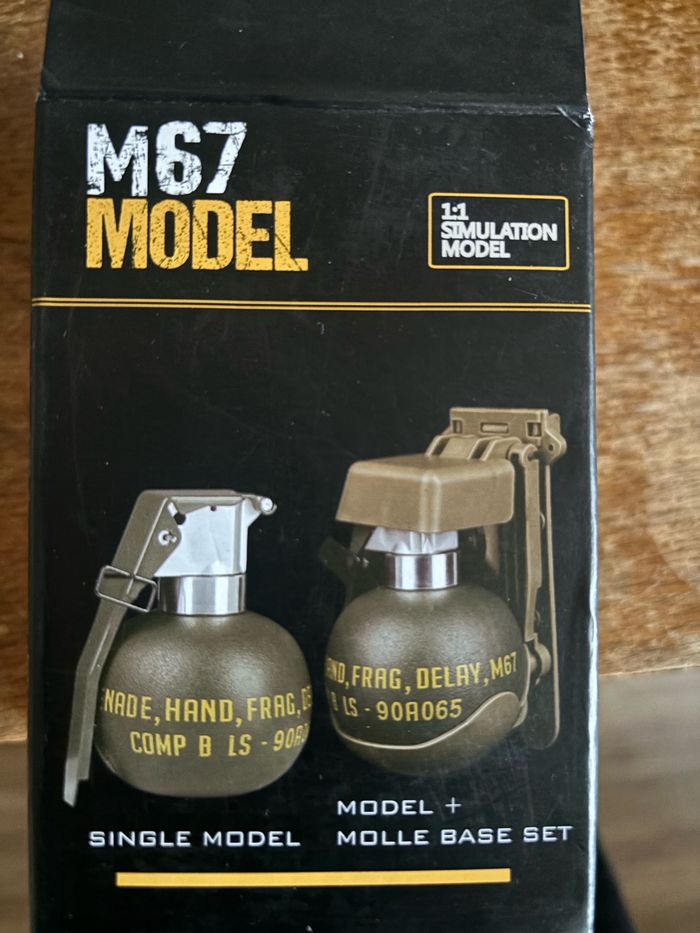 M67
MODEL
1:1
SIMULATION
MODEL
NADE, HAND, FRAG,
COMP B LS - 90A
FRAG, DELAY, M67
B LS - 90A065
SINGLE MODEL
MODEL +
MOLLE BASE SET